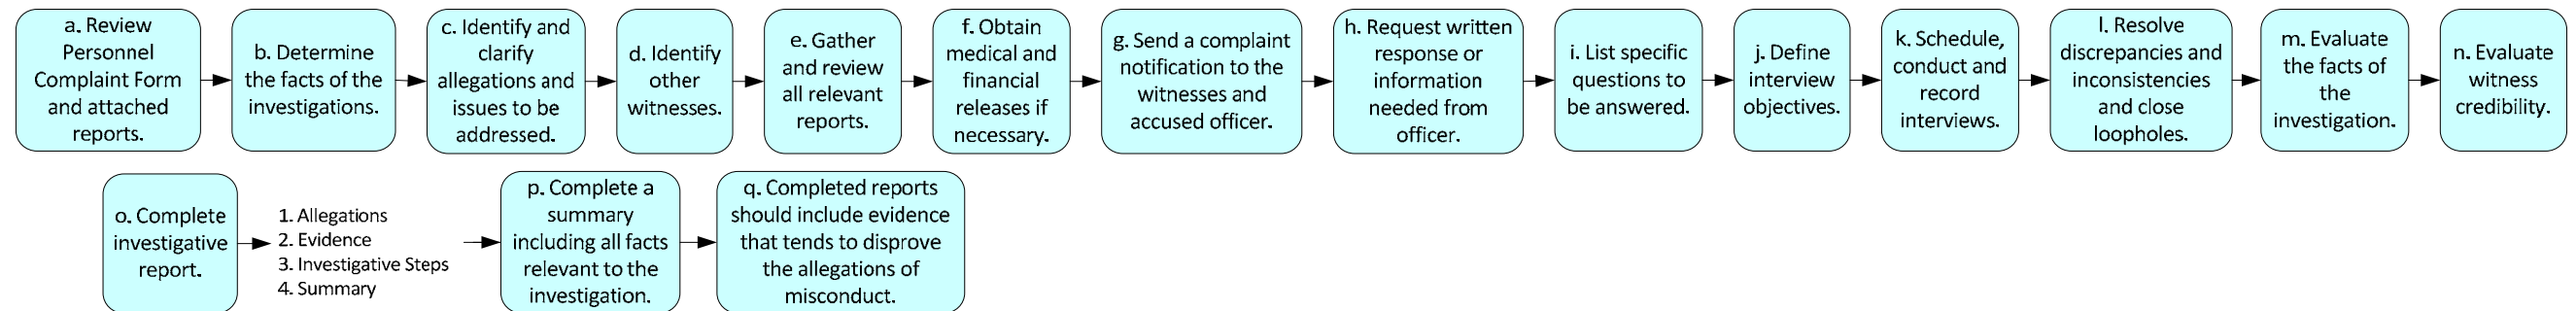 a. Review
Personnel
Complaint Form
and attached
reports.
b. Determine
the facts of the
investigations.
c. Identify and
clarify
allegations and
issues to be
addressed.
d. Identify
other
witnesses.
e. Gather
and review
all relevant
reports.
f. Obtain
medical and
financial
releases if
necessary.
g. Send a complaint
notification to the
witnesses and
accused officer.
h. Request written
response or
information
needed from
officer.
i. List specific
questions to
be answered.
j. Define
interview
objectives.
k. Schedule,
conduct and
record
interviews.
l. Resolve
discrepancies and
inconsistencies
and close
loopholes.
m. Evaluate
the facts of
the
investigation.
n. Evaluate
witness
credibility.
o. Complete
investigative
report.
1. Allegations
2. Evidence
3. Investigative Steps
4. Summary
p. Complete a
summary
including all facts
relevant to the
investigation.
q. Completed reports
should include evidence
that tends to disprove
the allegations of
misconduct.